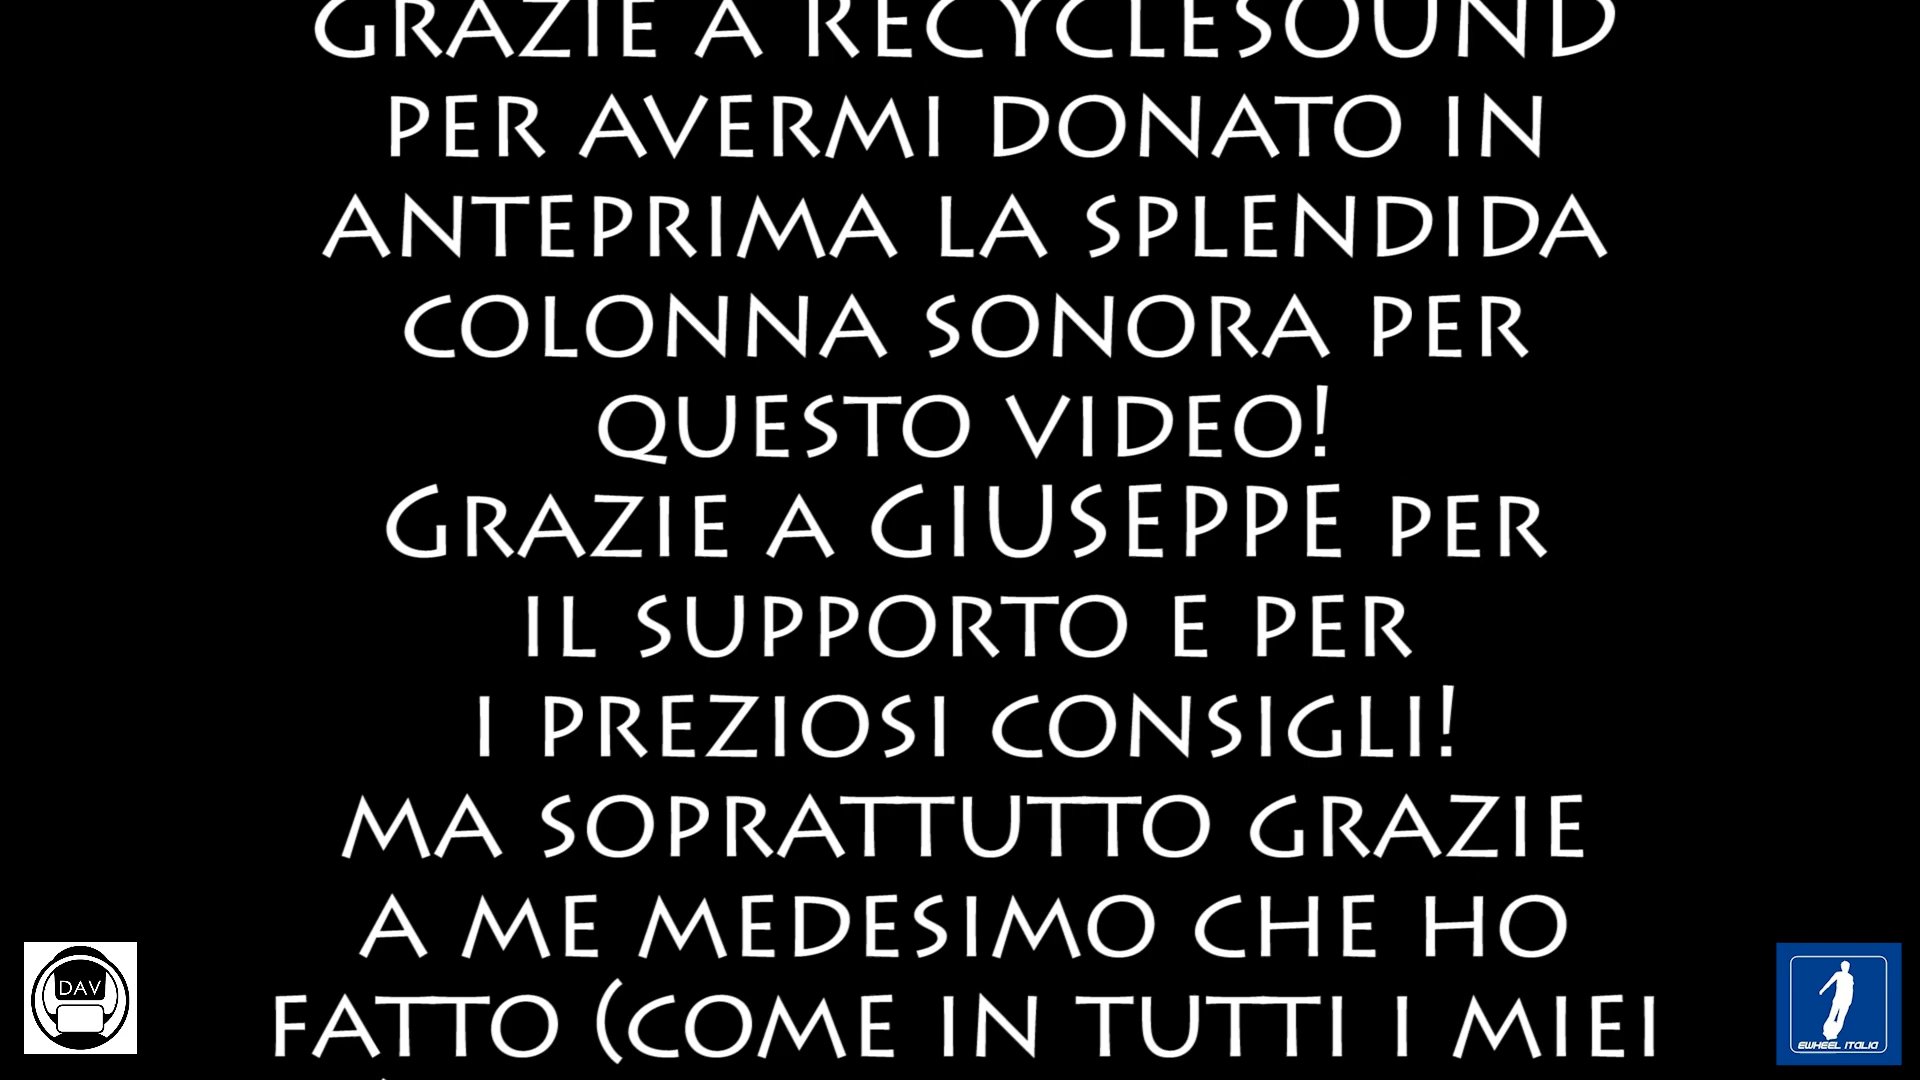 GRAZIE A RECYCLESOUND
PER AVERMI DONATO IN
ANTEPRIMA LA SPLENDIDA
COLONNA SONORA PER
QUESTO VIDEO!
GRAZIE A GIUSEPPE PER
IL SUPPORTO E PER
I PREZIOSI CONSIGLI!
MA SOPRATTUTTO GRAZIE
A ME MEDESIMO CHE HO
FATTO (COME IN TUTTI I MIEI
DAV
EWHEEL ITALIA